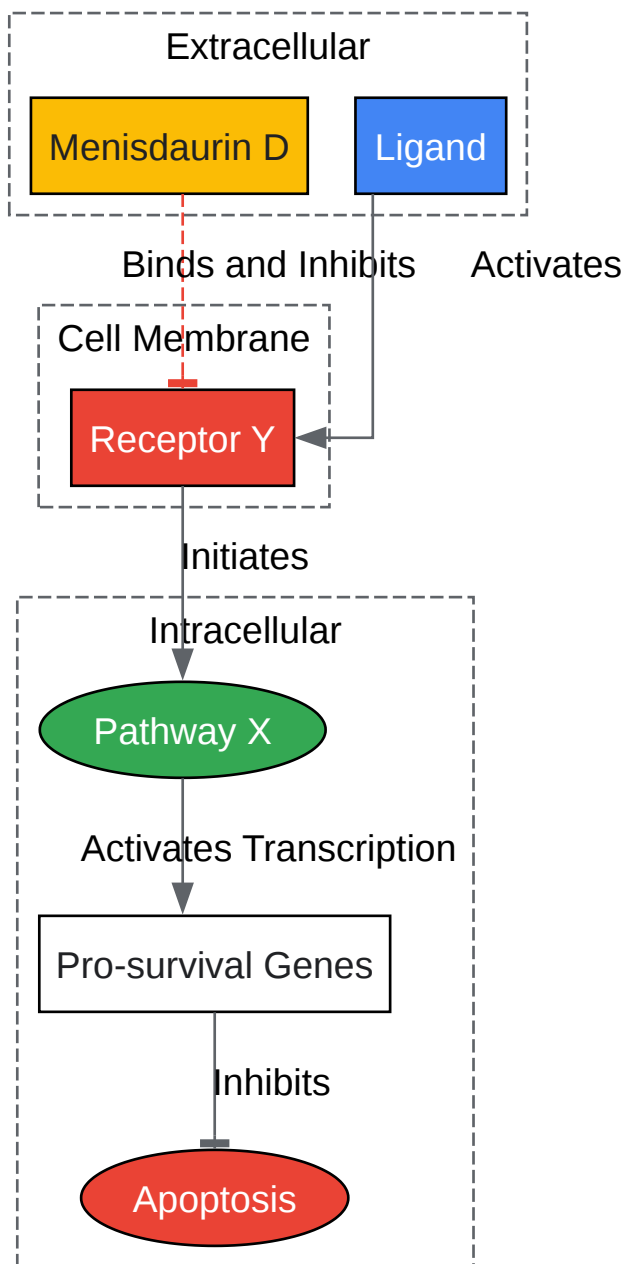 Extracellular
Menisdaurin D
Ligand
Binds and Inhibits
Activates
Cell Membrane
Receptor Y
Initiates
Intracellular
Pathway X
Activates Transcription
Pro-survival Genes
Inhibits
Apoptosis